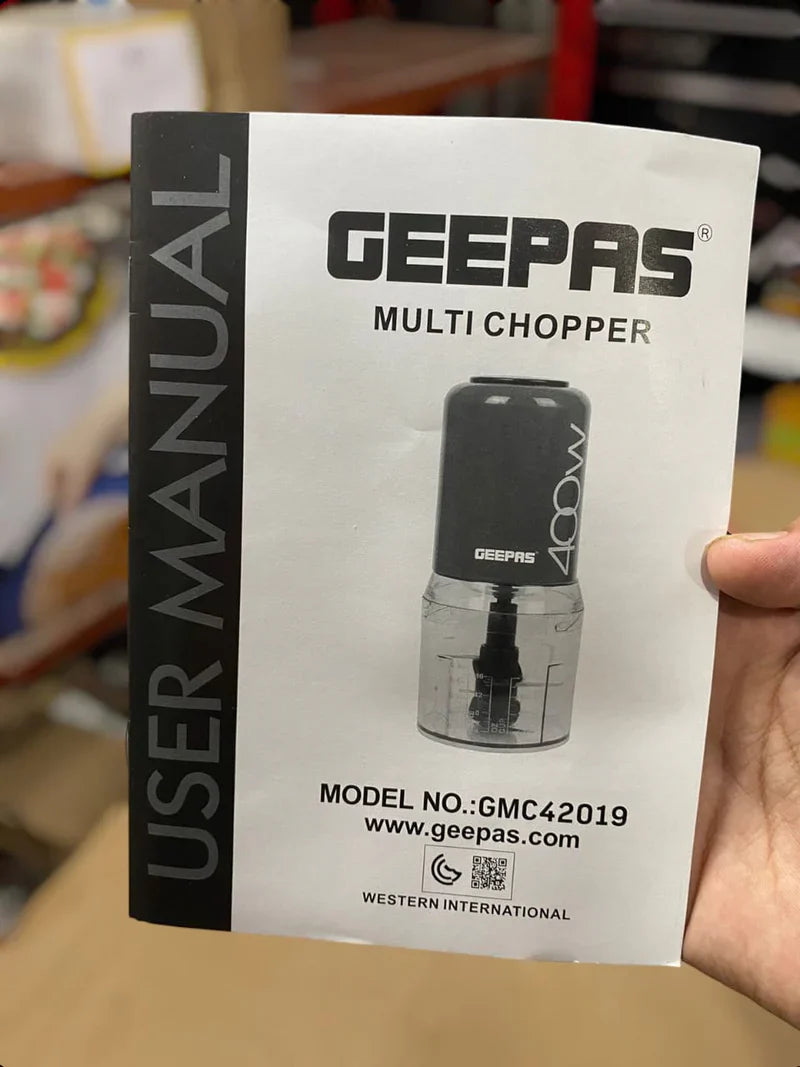 USER MANUAL
GEEPAS®
MULTI CHOPPER
400W
GEEPAS
MODEL NO.:GMC42019
www.geepas.com
WESTERN INTERNATIONAL